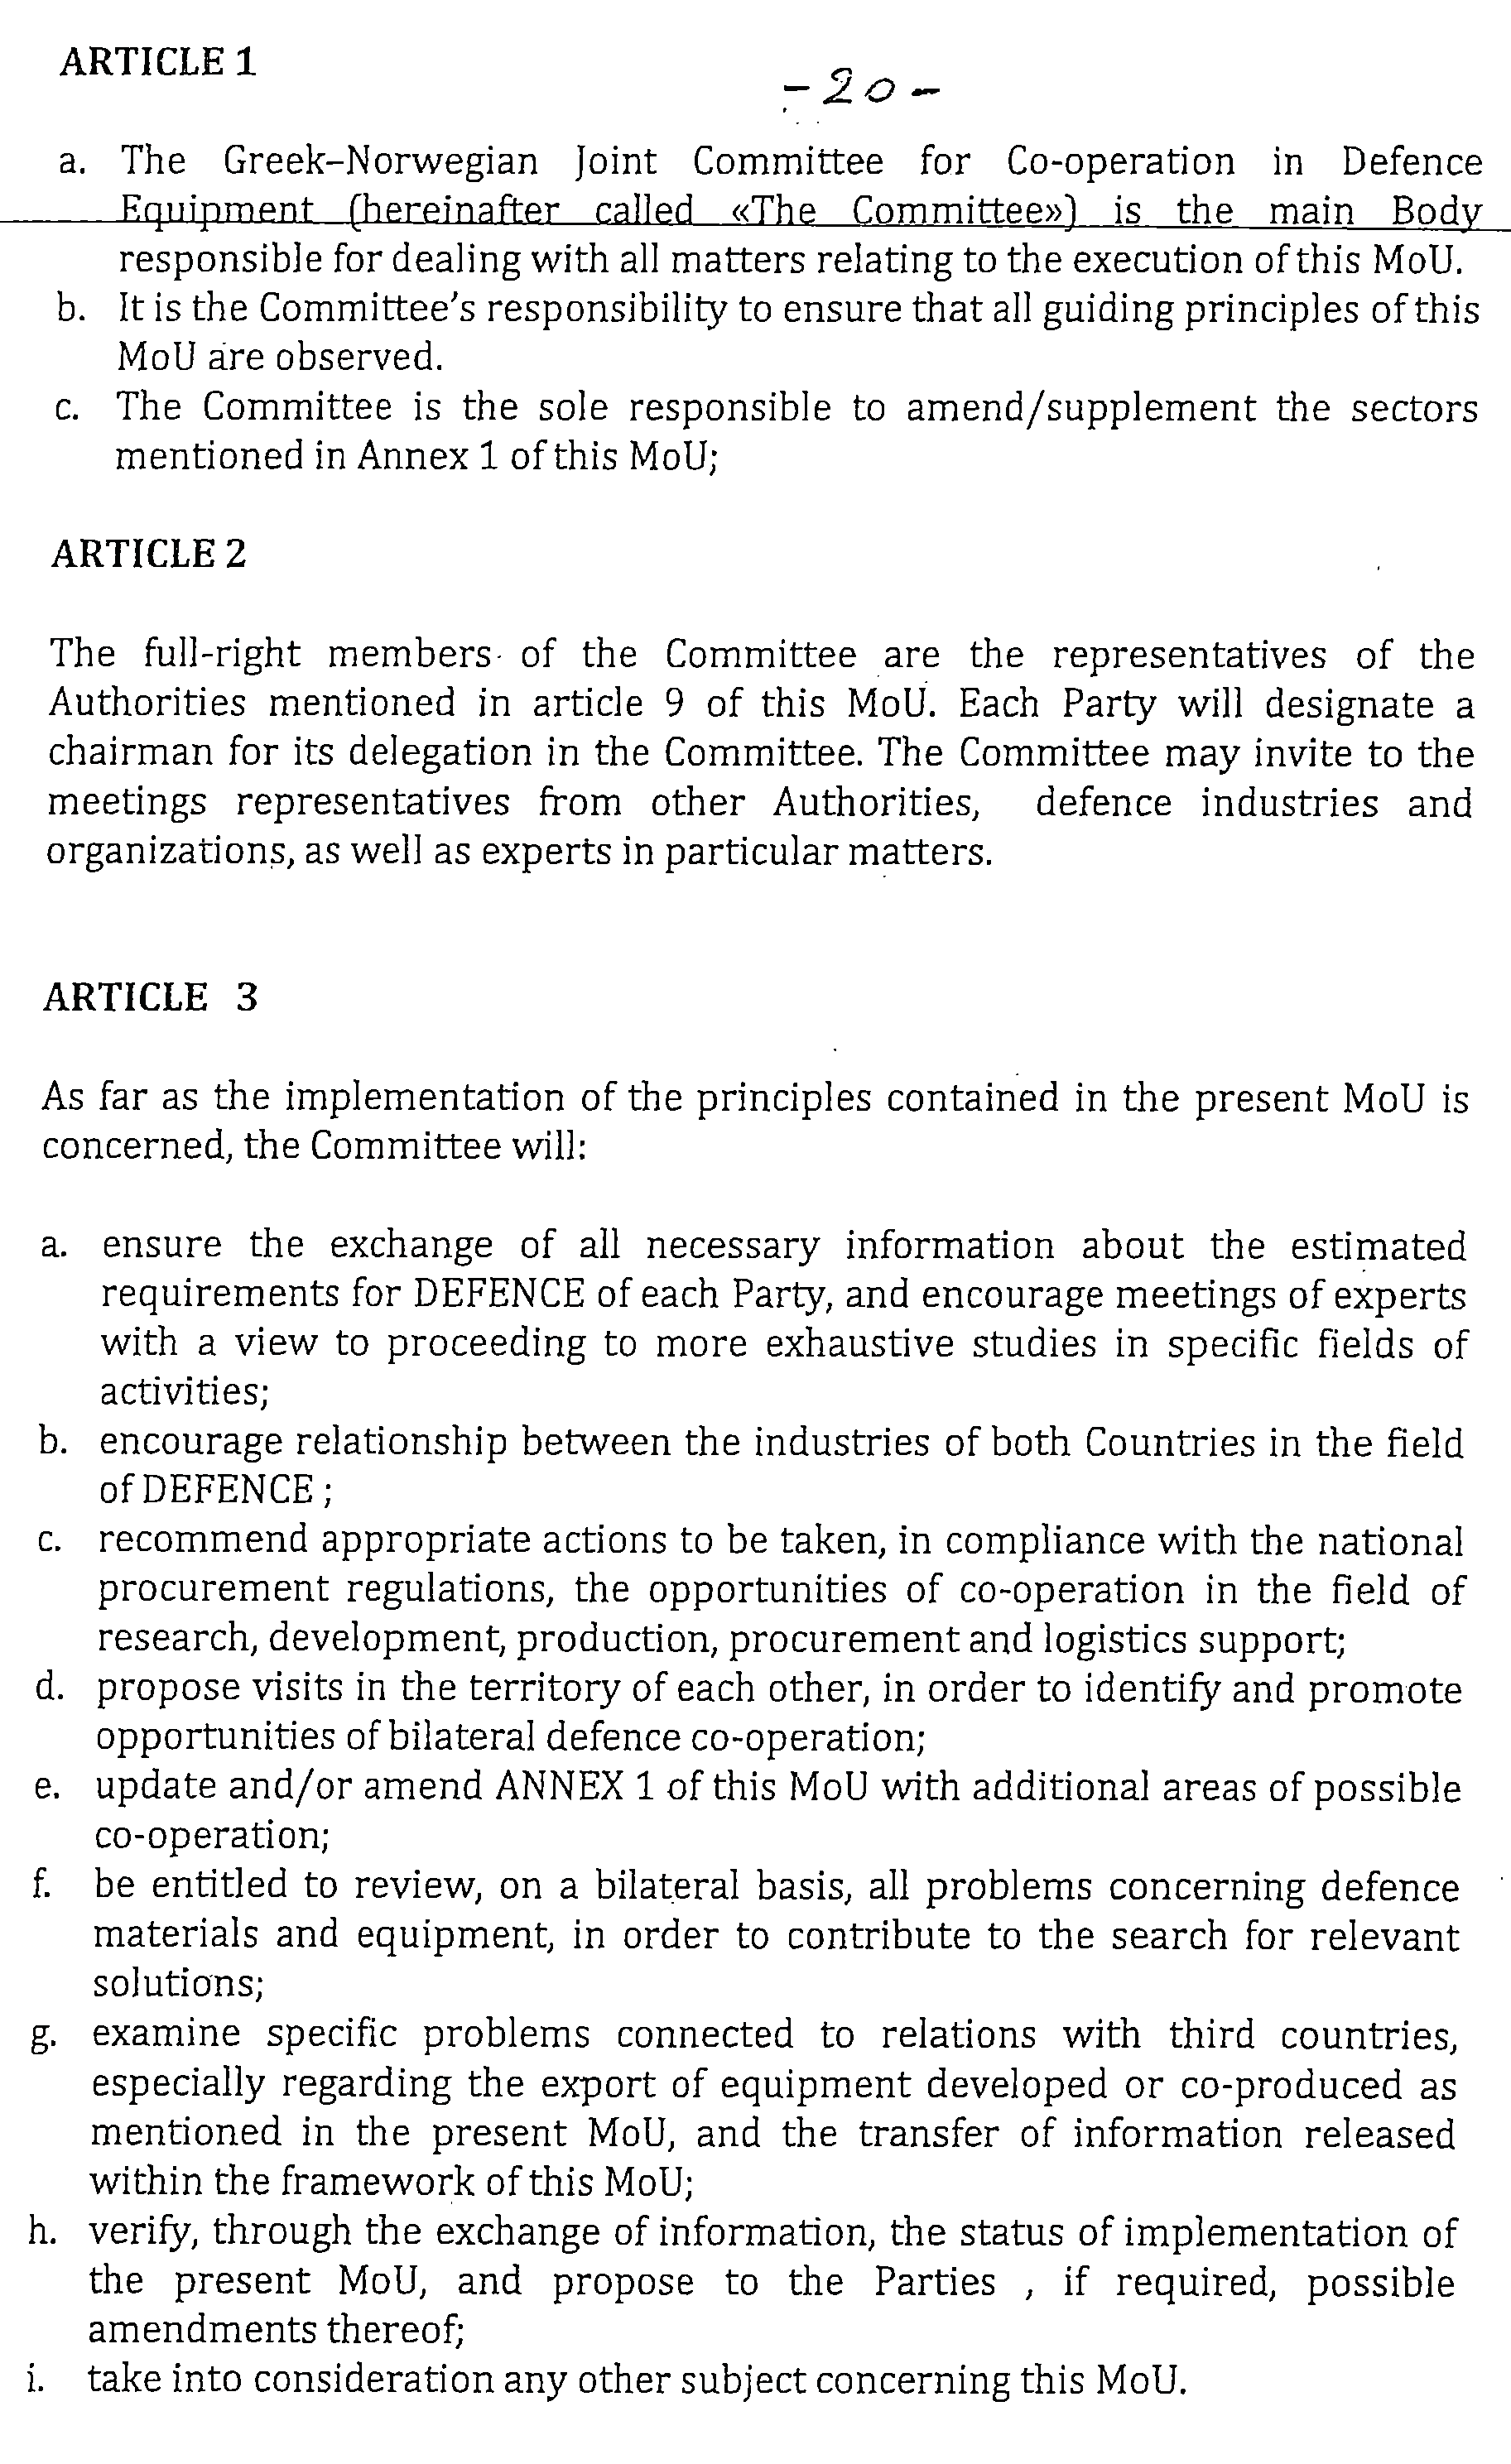 ARTICLE 1
-20-
a. The Greek–Norwegian Joint Committee for Co-operation in Defence
Equipment (hereinafter called «The Committee») is the main Body
responsible for dealing with all matters relating to the execution of this MoU.
b. It is the Committee's responsibility to ensure that all guiding principles of this
MoU are observed.
c. The Committee is the sole responsible to amend/supplement the sectors
mentioned in Annex 1 of this MoU;
ARTICLE 2
The full-right members of the Committee are the representatives of the
Authorities mentioned in article 9 of this MoU. Each Party will designate a
chairman for its delegation in the Committee. The Committee may invite to the
meetings representatives from other Authorities, defence industries and
organizations, as well as experts in particular matters.
ARTICLE 3
As far as the implementation of the principles contained in the present MoU is
concerned, the Committee will:
a. ensure the exchange of all necessary information about the estimated
requirements for DEFENCE of each Party, and encourage meetings of experts
with a view to proceeding to more exhaustive studies in specific fields of
activities;
b. encourage relationship between the industries of both Countries in the field
of DEFENCE ;
c. recommend appropriate actions to be taken, in compliance with the national
procurement regulations, the opportunities of co-operation in the field of
research, development, production, procurement and logistics support;
d. propose visits in the territory of each other, in order to identify and promote
opportunities of bilateral defence co-operation;
e. update and/or amend ANNEX 1 of this MoU with additional areas of possible
co-operation;
f. be entitled to review, on a bilateral basis, all problems concerning defence
materials and equipment, in order to contribute to the search for relevant
solutions;
g. examine specific problems connected to relations with third countries,
especially regarding the export of equipment developed or co-produced as
mentioned in the present MoU, and the transfer of information released
within the framework of this MoU;
h. verify, through the exchange of information, the status of implementation of
the present MoU, and propose to the Parties , if required, possible
amendments thereof;
i. take into consideration any other subject concerning this MoU.